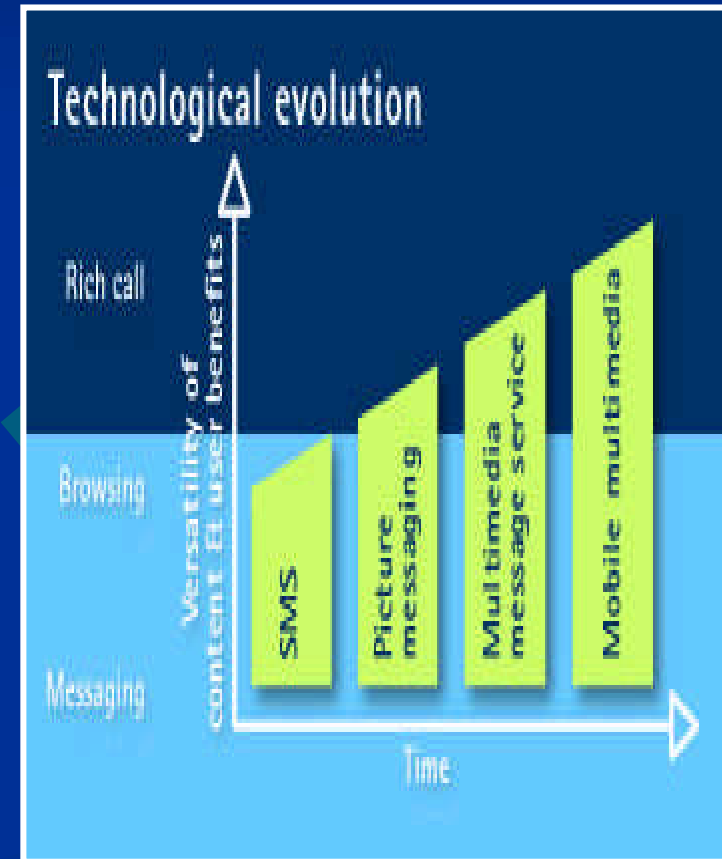 Technological evolution
Rich call
Browsing
Messaging
Versatility of
content & user benefits
SMS
Picture
messaging
Multimedia
message service
Mobile multimedia
Time